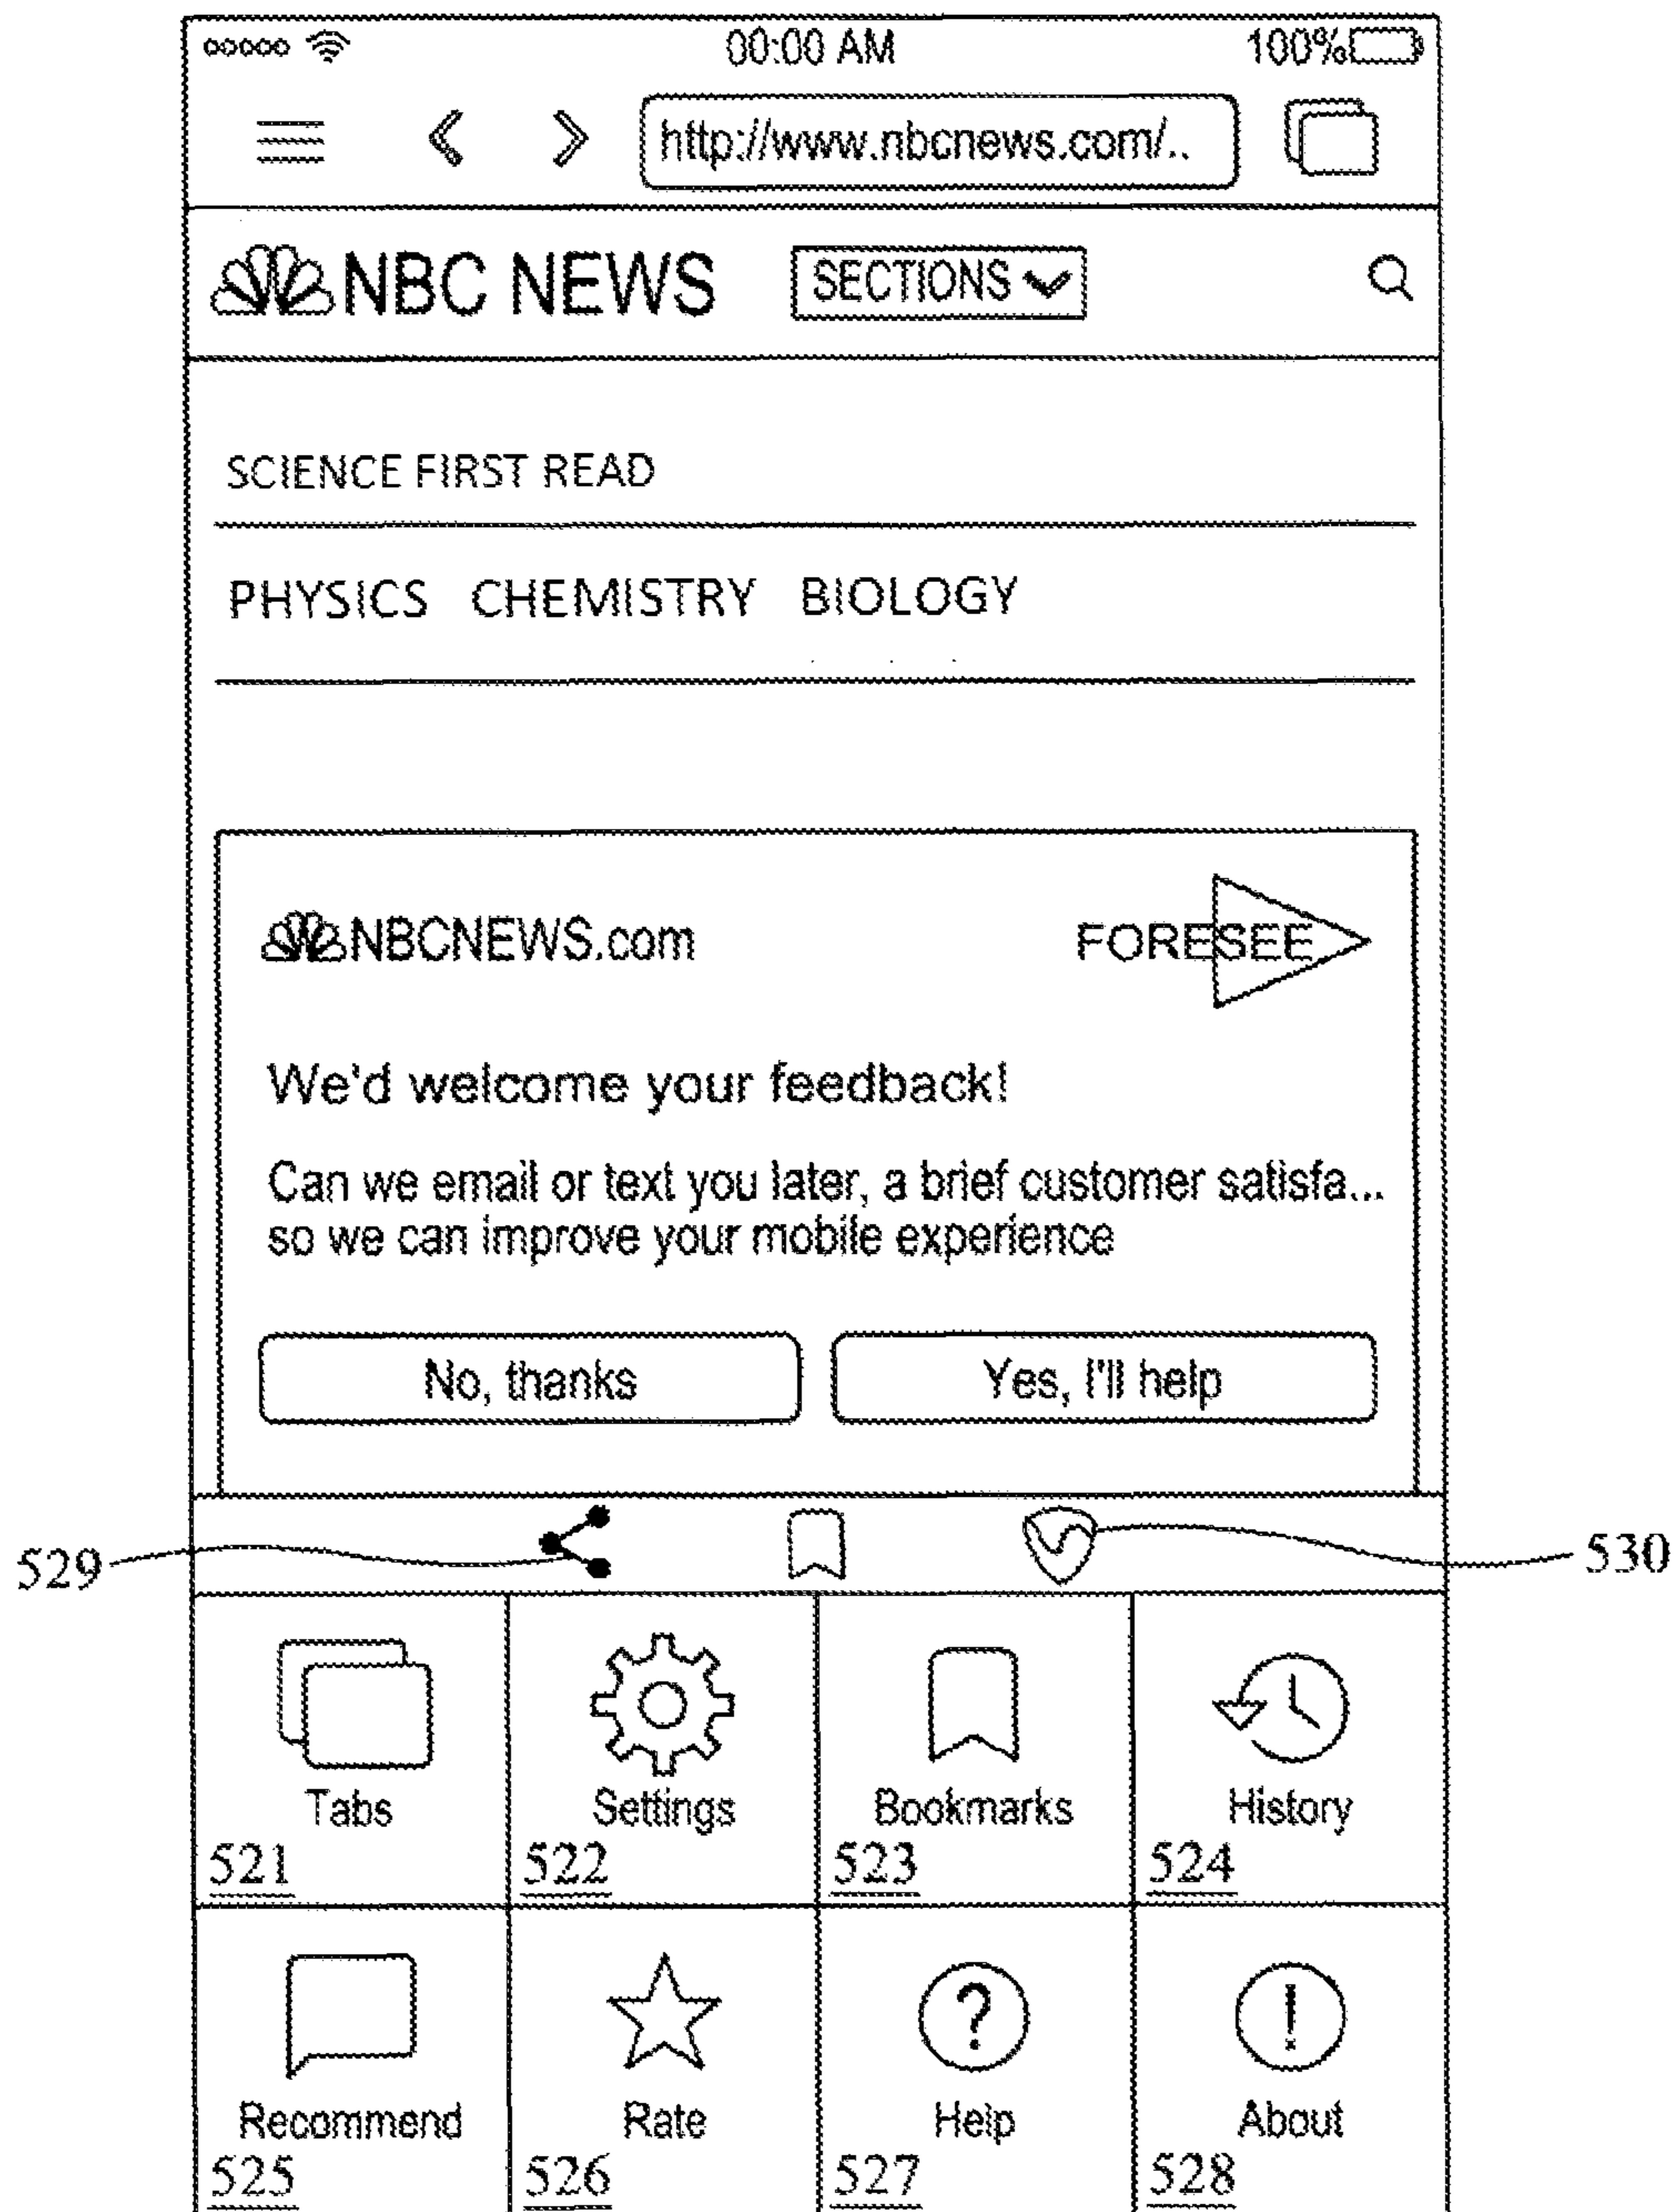 00:00 AM 100%
http://www.nbcnews.com/..
NBC NEWS SECTIONS
SCIENCE FIRST READ
PHYSICS CHEMISTRY BIOLOGY
NBCNEWS.com FORESEE
We'd welcome your feedback!
Can we email or text you later, a brief customer satisfa...
so we can improve your mobile experience
No, thanks Yes, I'll help
529 530
Tabs Settings Bookmarks History
521 522 523 524
Recommend Rate Help About
525 526 527 528